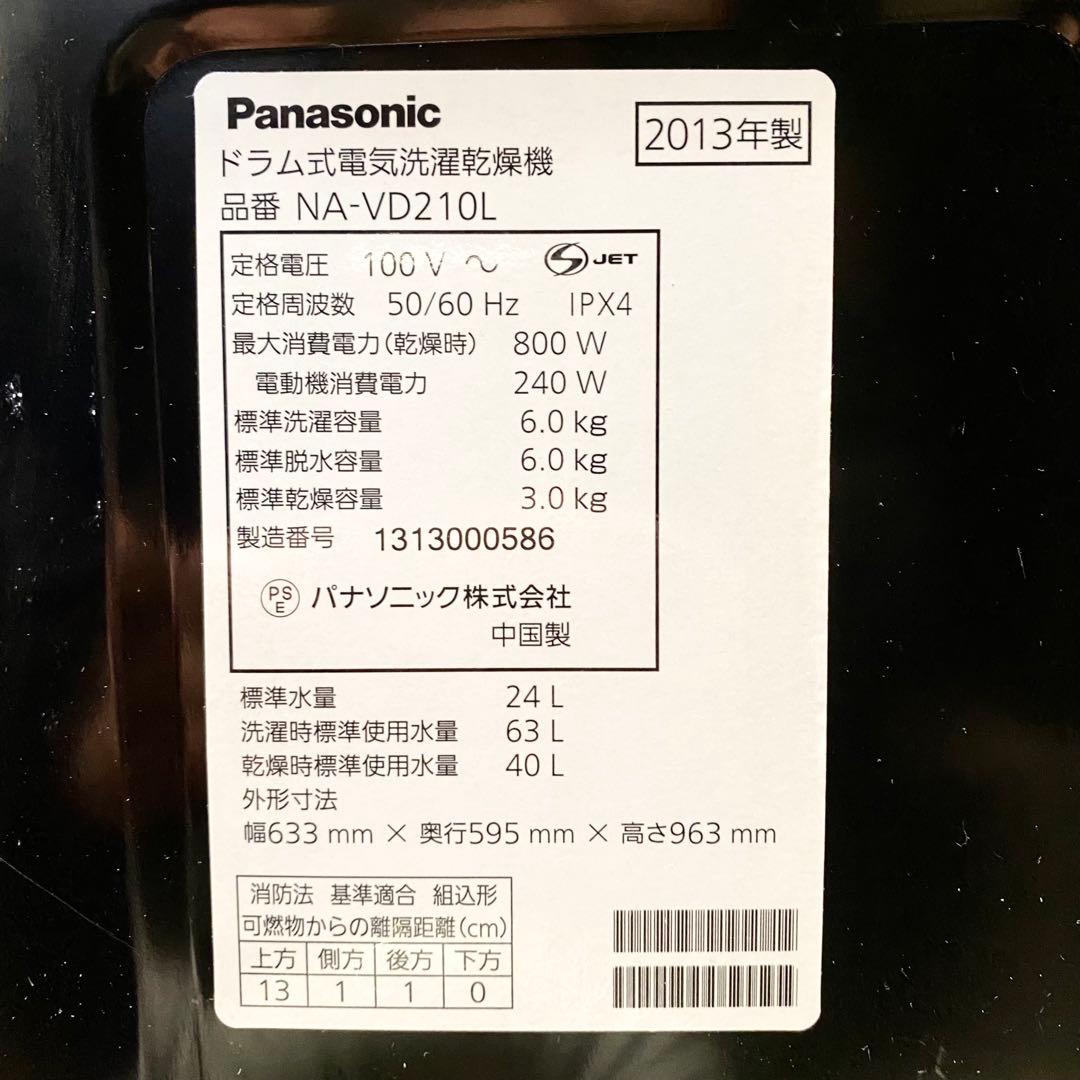 Panasonic
2013年製
ドラム式電気洗濯乾燥機
品番 NA-VD210L
定格電圧 100 V ～ S JET
定格周波数 50/60 Hz IPX4
最大消費電力(乾燥時) 800 W
電動機消費電力 240 W
標準洗濯容量 6.0 kg
標準脱水容量 6.0 kg
標準乾燥容量 3.0 kg
製造番号 1313000586
PSE パナソニック株式会社
中国製
標準水量 24 L
洗濯時標準使用水量 63 L
乾燥時標準使用水量 40 L
外形寸法
幅633 mm × 奥行595 mm × 高さ963 mm
消防法 基準適合 組込形
可燃物からの離隔距離(cm)
上方 側方 後方 下方
13 1 1 0